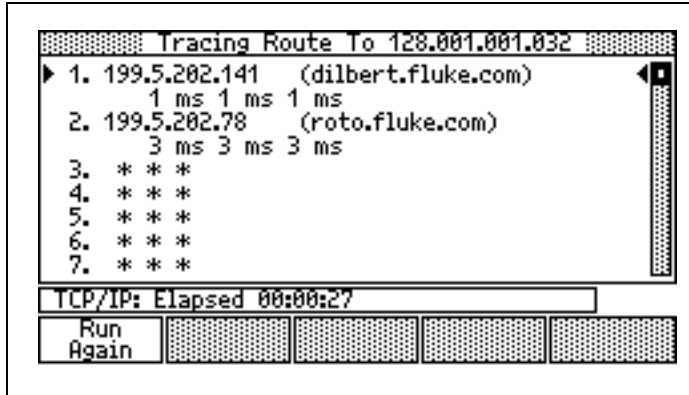 Tracing Route To 128.001.001.032
1. 199.5.202.141 (dilbert.fluke.com)
1 ms 1 ms 1 ms
2. 199.5.202.78 (roto.fluke.com)
3 ms 3 ms 3 ms
3. * * *
4. * * *
5. * * *
6. * * *
7. * * *
TCP/IP: Elapsed 00:00:27
Run
Again